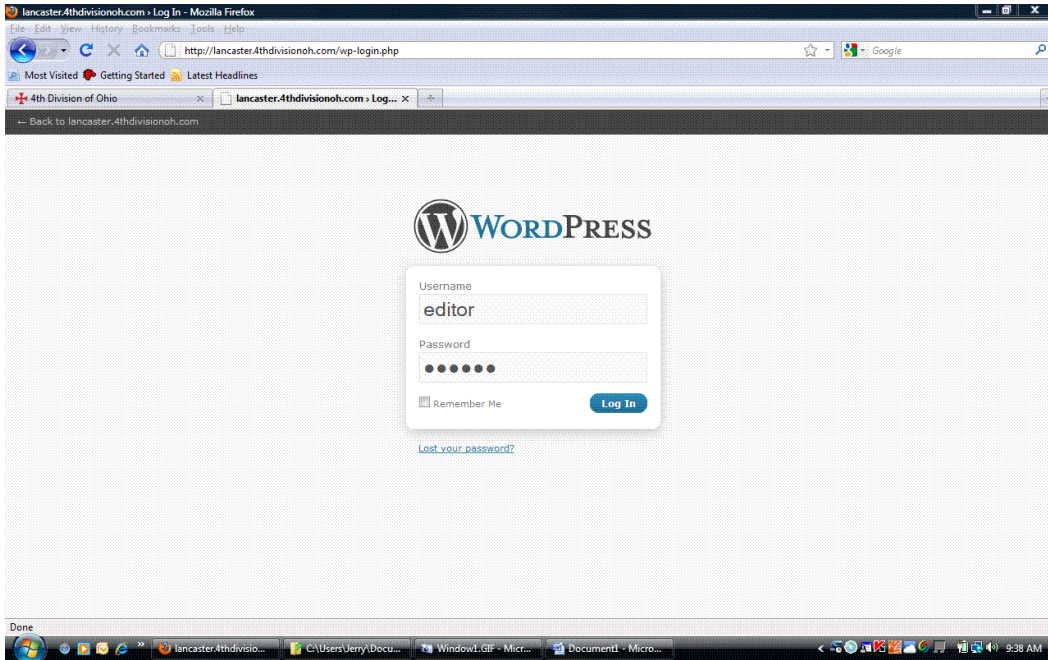 lancaster.4thdivisionoh.com › Log In - Mozilla Firefox
File Edit View History Bookmarks Tools Help
http://lancaster.4thdivisionoh.com/wp-login.php
Google
Most Visited Getting Started Latest Headlines
4th Division of Ohio
lancaster.4thdivisionoh.com › Log...
← Back to lancaster.4thdivisionoh.com
WORDPRESS
Username
editor
Password
●●●●●●
Remember Me
Log In
Lost your password?
Done
lancaster.4thdivisio... C:\Users\Jerry\Docu... Window1.GIF - Micr... Document1 - Micro... 9:38 AM